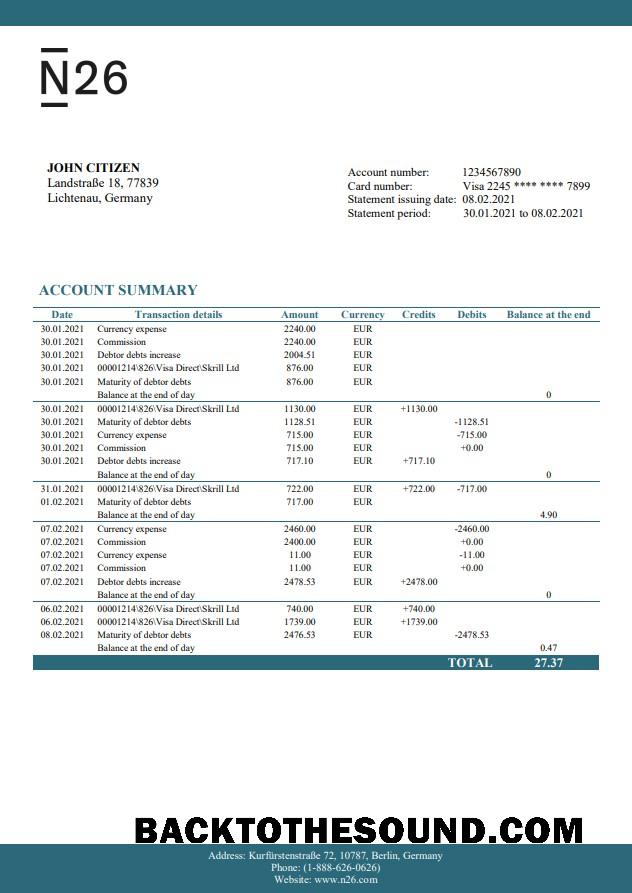 N26
JOHN CITIZEN
Landstraße 18, 77839
Lichtenau, Germany
Account number: 1234567890
Card number: Visa 2245 **** **** 7899
Statement issuing date: 08.02.2021
Statement period: 30.01.2021 to 08.02.2021
ACCOUNT SUMMARY
Date Transaction details Amount Currency Credits Debits Balance at the end
30.01.2021 Currency expense 2240.00 EUR
30.01.2021 Commission 2240.00 EUR
30.01.2021 Debtor debts increase 2004.51 EUR
30.01.2021 00001214\826\Visa Direct\Skrill Ltd 876.00 EUR
30.01.2021 Maturity of debtor debts 876.00 EUR
Balance at the end of day 0
30.01.2021 00001214\826\Visa Direct\Skrill Ltd 1130.00 EUR +1130.00
30.01.2021 Maturity of debtor debts 1128.51 EUR -1128.51
30.01.2021 Currency expense 715.00 EUR -715.00
30.01.2021 Commission 715.00 EUR +0.00
30.01.2021 Debtor debts increase 717.10 EUR +717.10
Balance at the end of day 0
31.01.2021 00001214\826\Visa Direct\Skrill Ltd 722.00 EUR +722.00 -717.00
01.02.2021 Maturity of debtor debts 717.00 EUR
Balance at the end of day 4.90
07.02.2021 Currency expense 2460.00 EUR -2460.00
07.02.2021 Commission 2400.00 EUR +0.00
07.02.2021 Currency expense 11.00 EUR -11.00
07.02.2021 Commission 11.00 EUR +0.00
07.02.2021 Debtor debts increase 2478.53 EUR +2478.00
Balance at the end of day 0
06.02.2021 00001214\826\Visa Direct\Skrill Ltd 740.00 EUR +740.00
06.02.2021 00001214\826\Visa Direct\Skrill Ltd 1739.00 EUR +1739.00
08.02.2021 Maturity of debtor debts 2476.53 EUR -2478.53
Balance at the end of day 0.47
TOTAL 27.37
BACKTOTHESOUND.COM
Address: Kurfürstenstraße 72, 10787, Berlin, Germany
Phone: (1-888-626-0626)
Website: www.n26.com